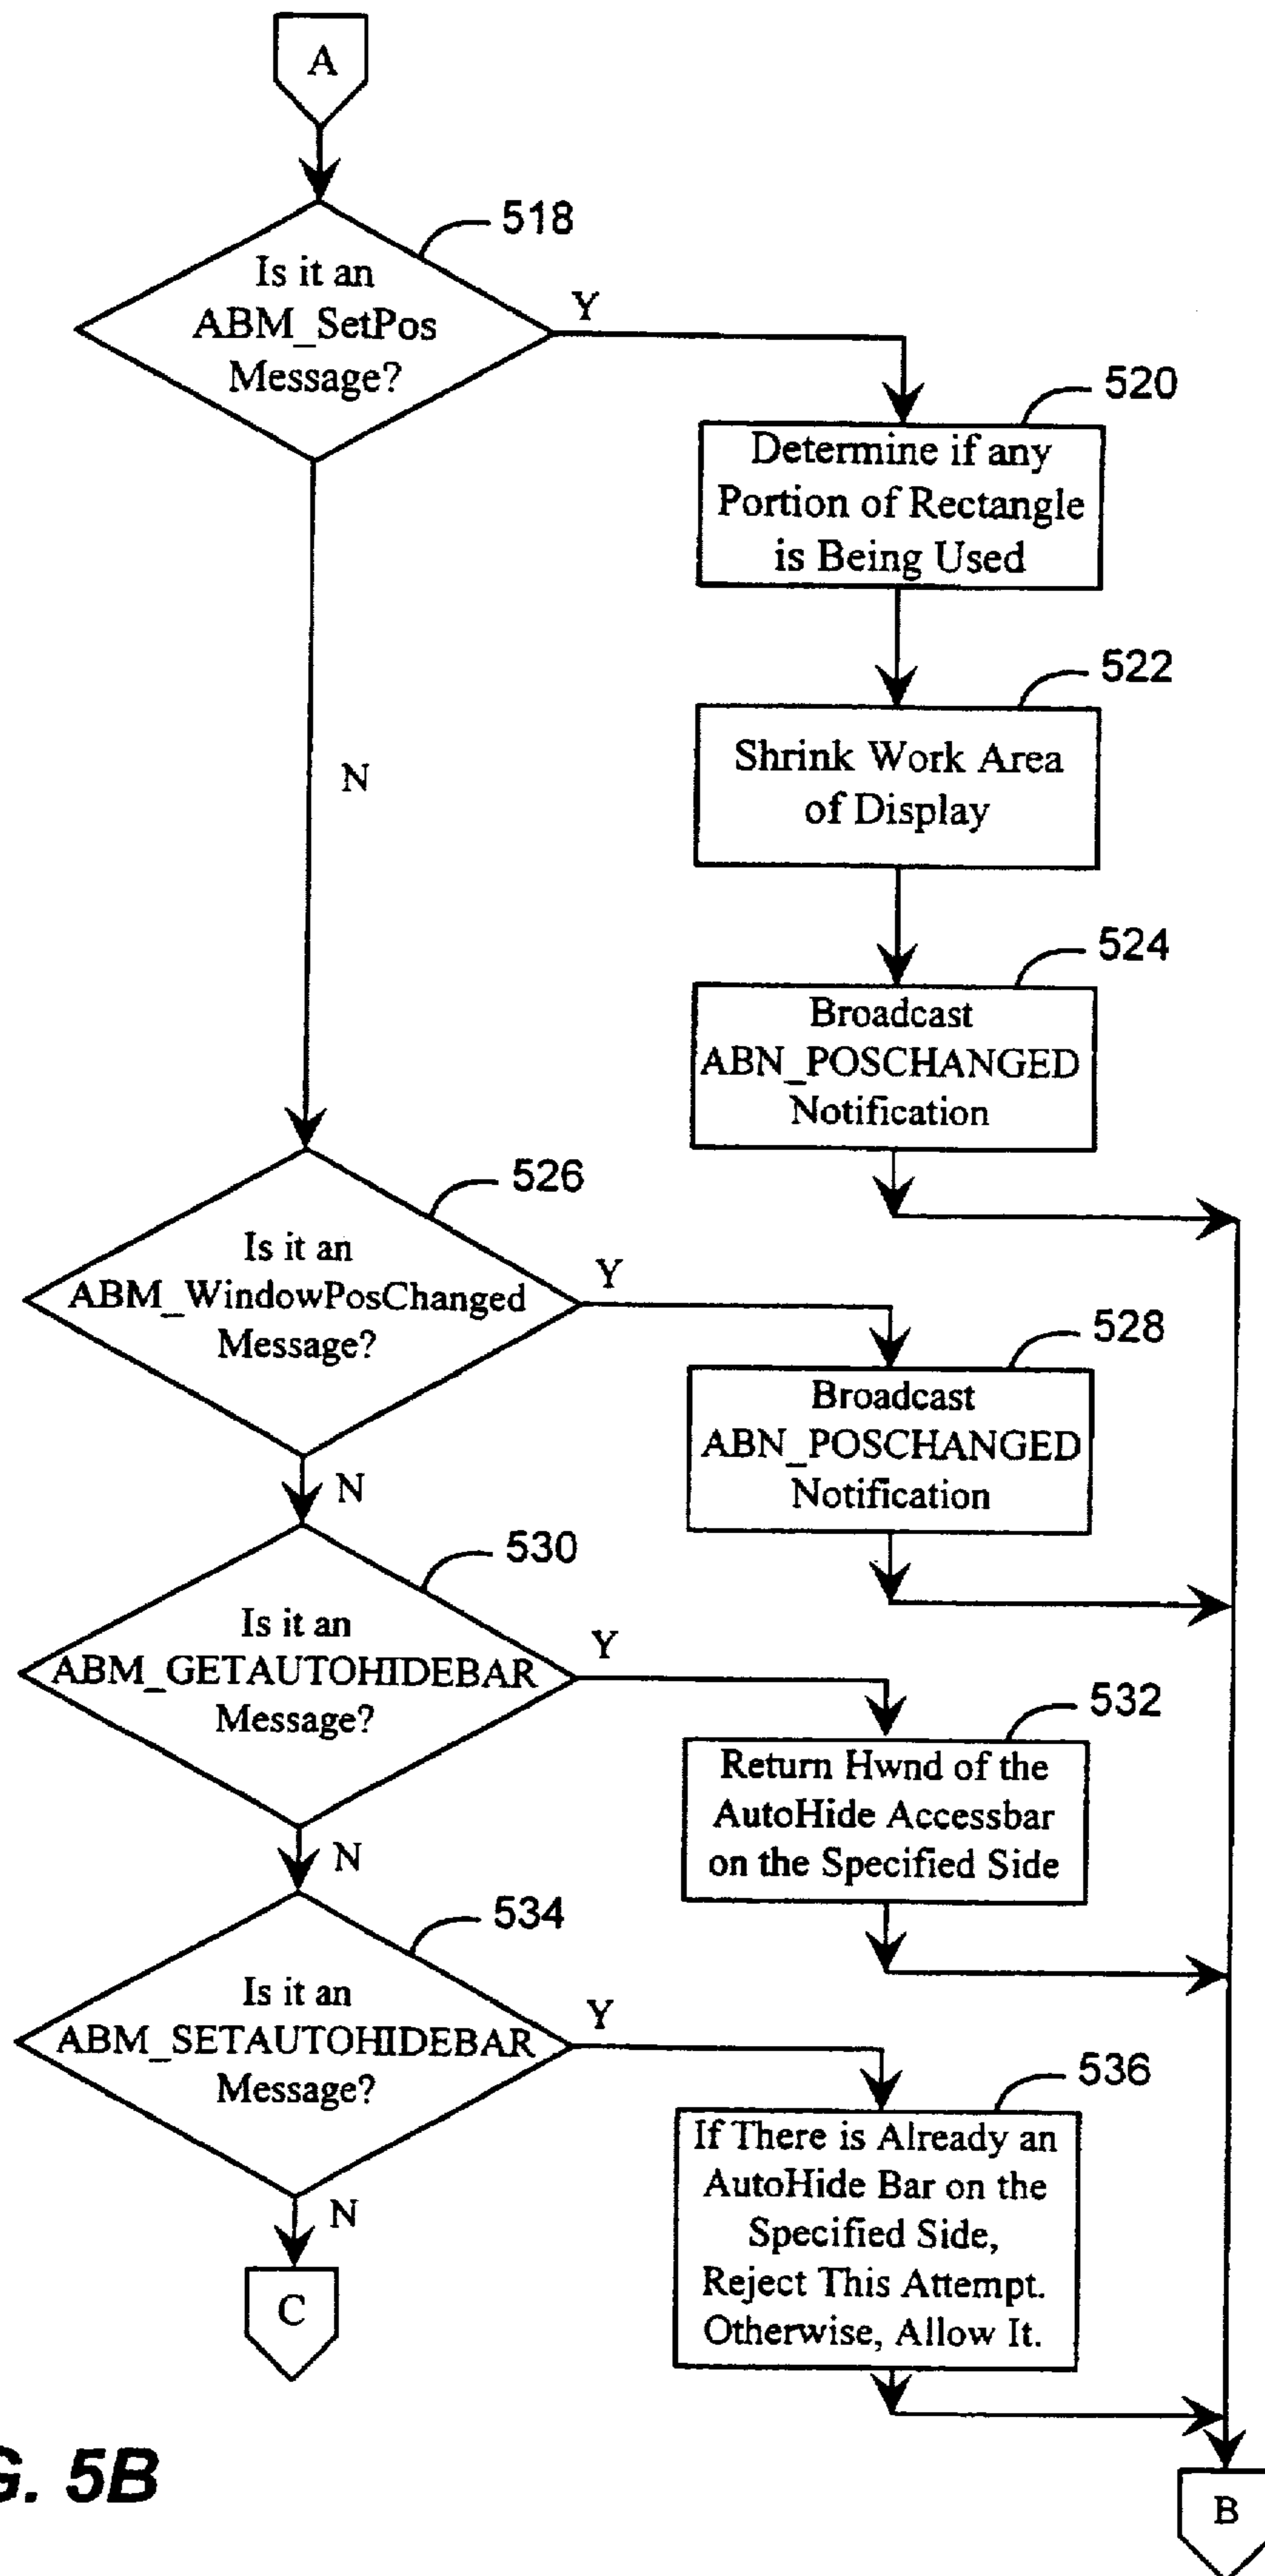 A
518
Is it an
ABM_SetPos
Message?
Y
520
Determine if any
Portion of Rectangle
is Being Used
522
Shrink Work Area
of Display
N
524
Broadcast
ABN_POSCHANGED
Notification
526
Is it an
ABM_WindowPosChanged
Message?
Y
528
Broadcast
ABN_POSCHANGED
Notification
N
530
Is it an
ABM_GETAUTOHIDEBAR
Message?
Y
532
Return Hwnd of the
AutoHide Accessbar
on the Specified Side
N
534
Is it an
ABM_SETAUTOHIDEBAR
Message?
Y
536
If There is Already an
AutoHide Bar on the
Specified Side,
Reject This Attempt.
Otherwise, Allow It.
N
C
G. 5B
B